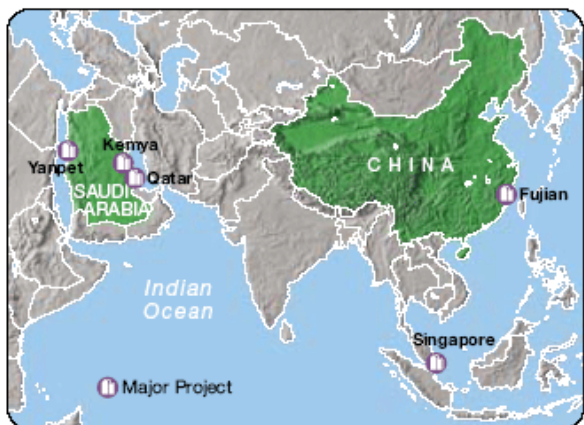 CHINA
Kemya
Yanpet
Qatar
SAUDI
ARABIA
Fujian
Indian
Ocean
Singapore
Major Project